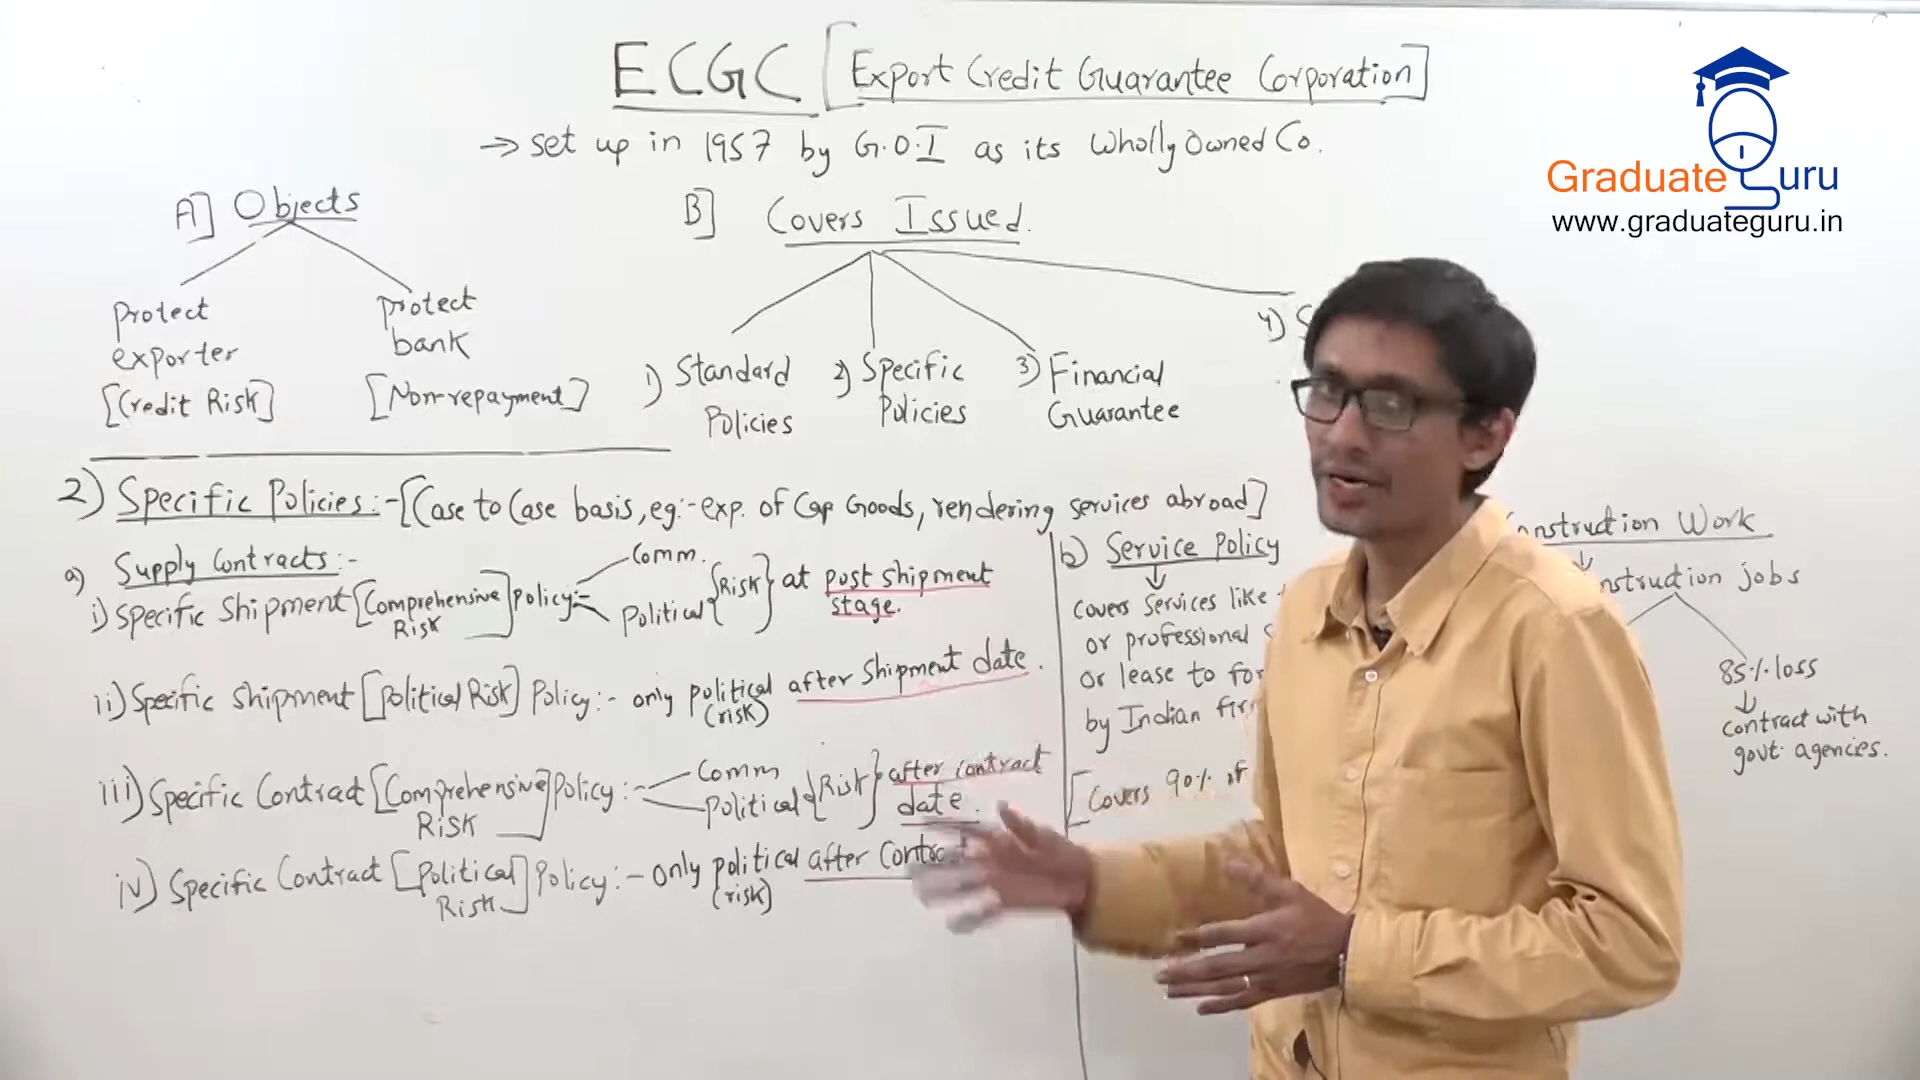 ECGC [Export Credit Guarantee Corporation]
→ set up in 1957 by G.O.I as its Wholly Owned Co.
Graduate Guru
www.graduateguru.in
A] Objects
Protect exporter [Credit Risk]
protect bank [Non-repayment]
B] Covers Issued.
1) Standard Policies
2) Specific Policies
3) Financial Guarantee
4) S
2) Specific Policies:-[Case to Case basis, eg:-exp. of Cap Goods, rendering services abroad]
a) Supply Contracts:-
i) Specific Shipment [Comprehensive Risk] Policy:- Comm. Political {Risk} at post shipment stage.
ii) Specific Shipment [Political Risk] Policy:- only political (risk) after Shipment date.
iii) Specific Contract [Comprehensive Risk] Policy:- Comm Political {Risk} after contract date.
iv) Specific Contract [Political Risk] Policy:- only political (risk) after
b) Service Policy
↓
Covers Services like
or professional
or lease to
by Indian
[Covers 90% of
Work
jobs
85% loss
↓
contract with
govt. agencies.